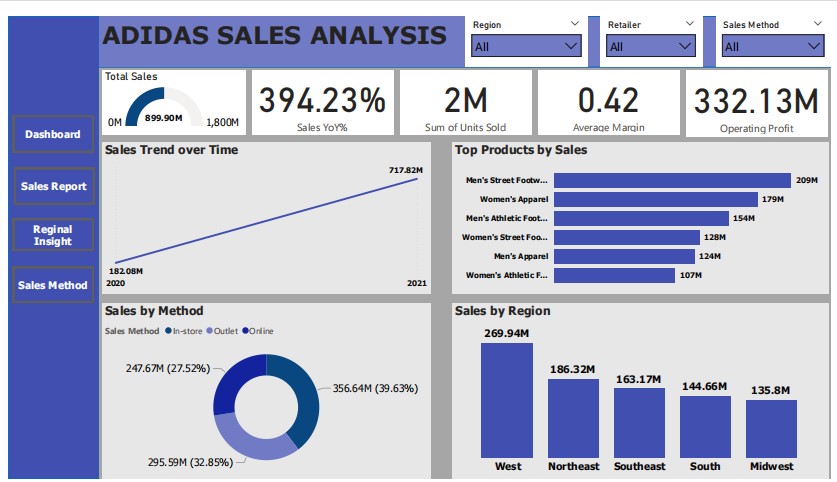 ADIDAS SALES ANALYSIS
Region
All
Retailer
All
Sales Method
All
Dashboard
Sales Report
Reginal
Insight
Sales Method
Total Sales
0M
899.90M
1,800M
394.23%
Sales YoY%
2M
Sum of Units Sold
0.42
Average Margin
332.13M
Operating Profit
Sales Trend over Time
717.82M
182.08M
2020
2021
Top Products by Sales
Men's Street Footw... 209M
Women's Apparel 179M
Men's Athletic Foot... 154M
Women's Street Foo... 128M
Men's Apparel 124M
Women's Athletic F... 107M
Sales by Method
Sales Method In-store Outlet Online
247.67M (27.52%)
356.64M (39.63%)
295.59M (32.85%)
Sales by Region
269.94M
186.32M
163.17M
144.66M
135.8M
West Northeast Southeast South Midwest